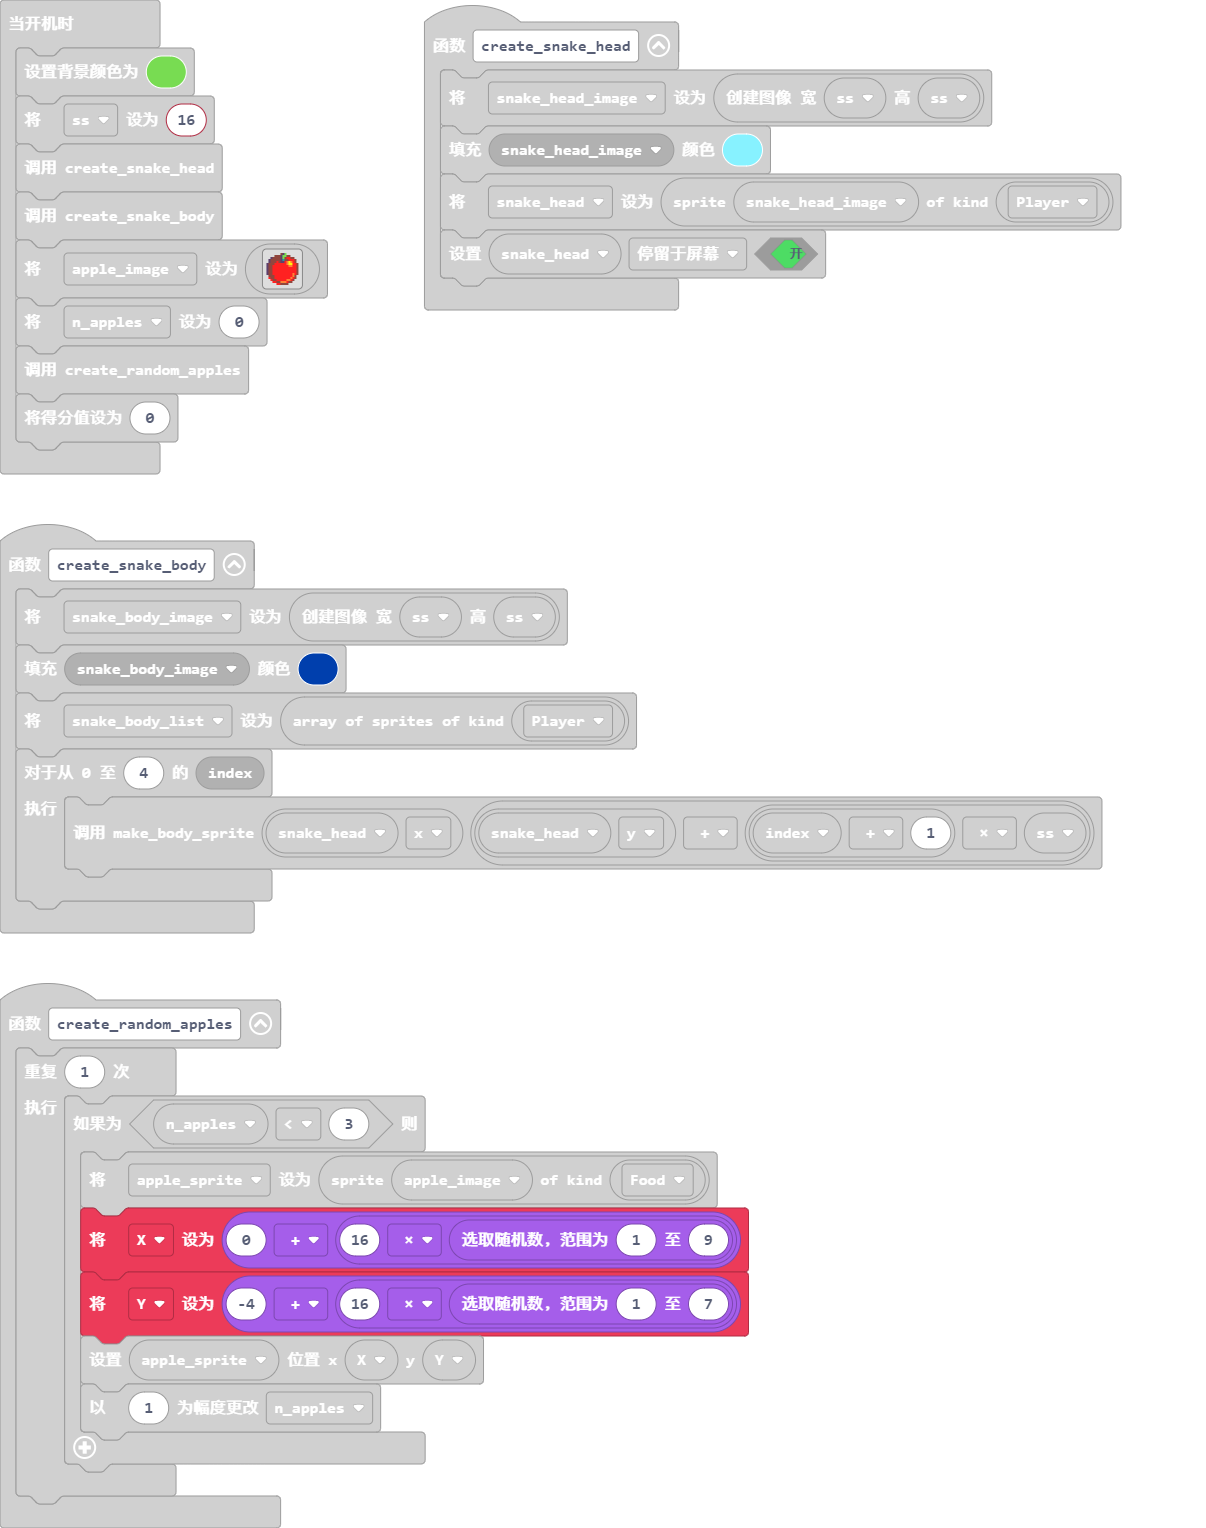 当开机时
设置背景颜色为
将 ss 设为 16
调用 create_snake_head
调用 create_snake_body
将 apple_image 设为
将 n_apples 设为 0
调用 create_random_apples
将得分值设为 0
函数 create_snake_head
将 snake_head_image 设为 创建图像 宽 ss 高 ss
填充 snake_head_image 颜色
将 snake_head 设为 sprite snake_head_image of kind Player
设置 snake_head 停留于屏幕 开
函数 create_snake_body
将 snake_body_image 设为 创建图像 宽 ss 高 ss
填充 snake_body_image 颜色
将 snake_body_list 设为 array of sprites of kind Player
对于从 0 至 4 的 index
执行
调用 make_body_sprite snake_head x snake_head y + index + 1 × ss
函数 create_random_apples
重复 1 次
执行
如果为 n_apples < 3 则
将 apple_sprite 设为 sprite apple_image of kind Food
将 X 设为 0 + 16 × 选取随机数，范围为 1 至 9
将 Y 设为 -4 + 16 × 选取随机数，范围为 1 至 7
设置 apple_sprite 位置 x X y Y
以 1 为幅度更改 n_apples